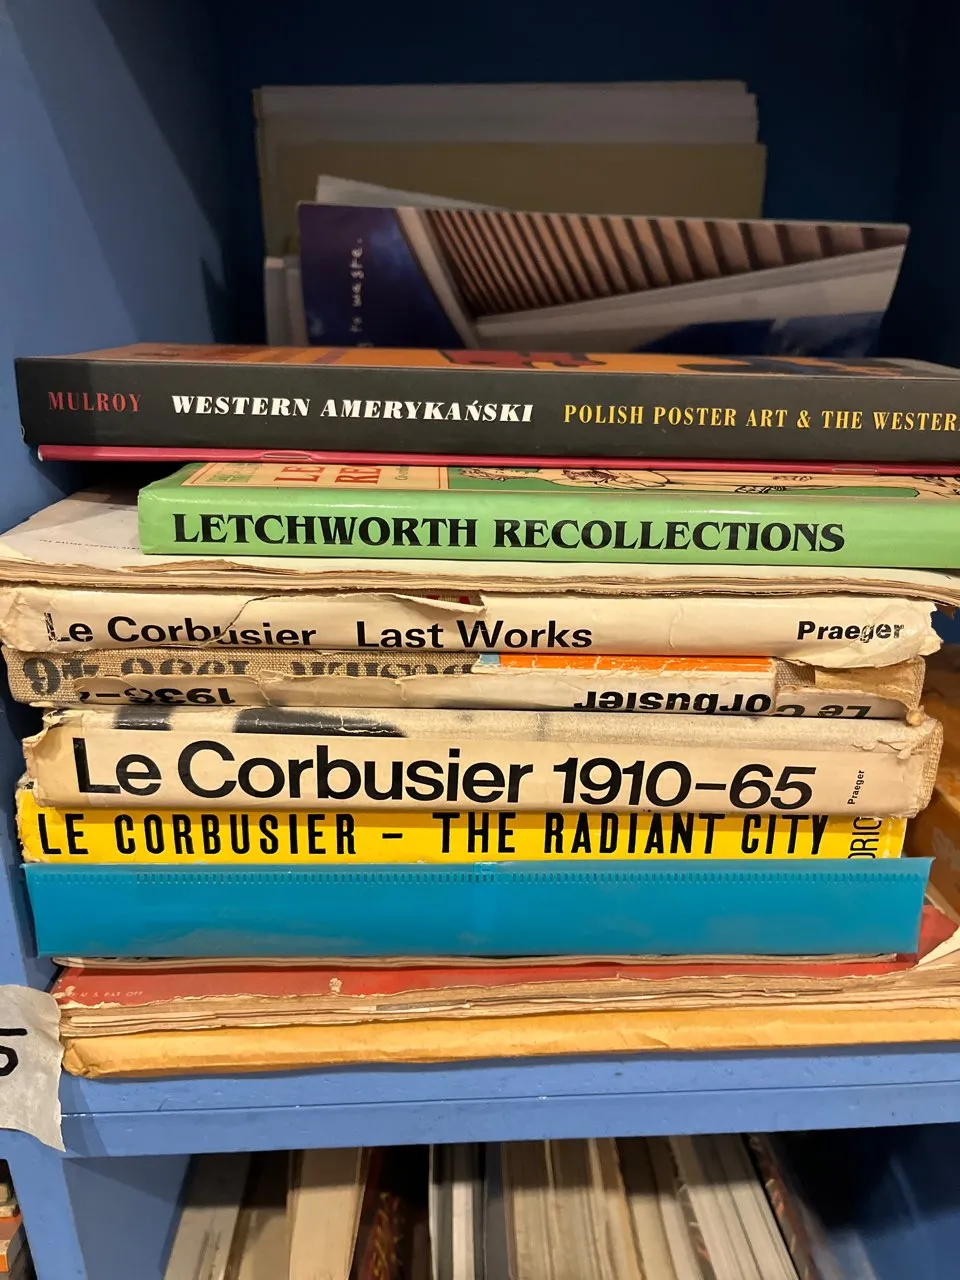 MULROY WESTERN AMERYKAŃSKI POLISH POSTER ART & THE WESTERN
LETCHWORTH RECOLLECTIONS
Le Corbusier Last Works Praeger
Le Corbusier 1910–65 Praeger
LE CORBUSIER – THE RADIANT CITY